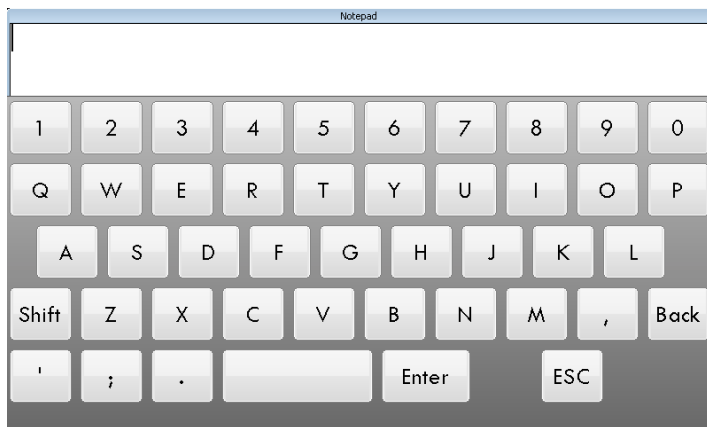 Notepad
1 2 3 4 5 6 7 8 9 0
Q W E R T Y U I O P
A S D F G H J K L
Shift Z X C V B N M , Back
' ; . Enter ESC